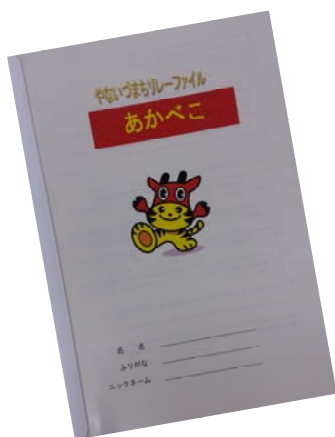 やないづまちリレーファイル
あかべこ
氏　名
ふりがな
ニックネーム